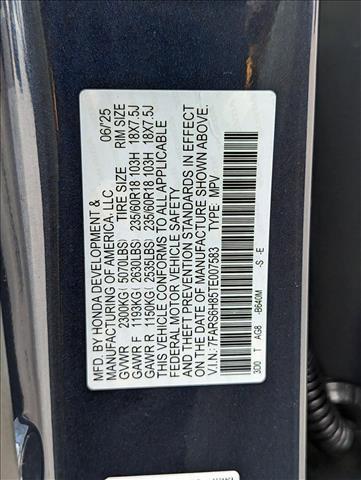 MFD. BY HONDA DEVELOPMENT &
MANUFACTURING OF AMERICA, LLC 06/'25
GVWR 2300KG(5070LBS) TIRE SIZE RIM SIZE
GAWR F 1193KG(2630LBS) 235/60R18 103H 18X7.5J
GAWR R 1150KG(2535LBS) 235/60R18 103H 18X7.5J
THIS VEHICLE CONFORMS TO ALL APPLICABLE
FEDERAL MOTOR VEHICLE SAFETY AND
THEFT PREVENTION STANDARDS IN EFFECT
ON THE DATE OF MANUFACTURE SHOWN ABOVE.
V.I.N.: 7FARS6H85TE007583 TYPE: MPV
3D0 T AG8 -B640M -S -E